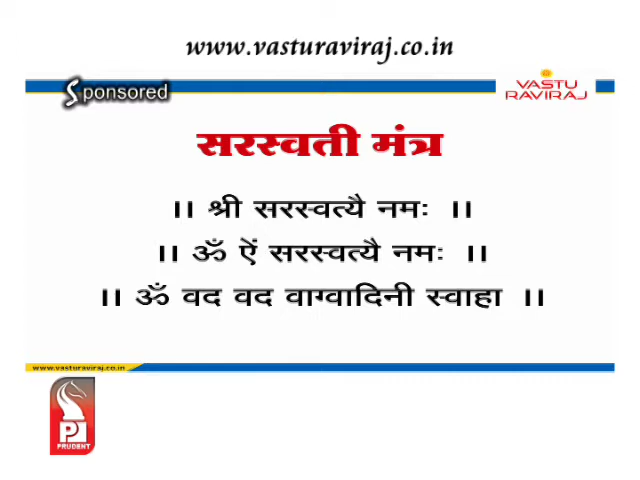 www.vasturaviraj.co.in
Sponsored
VASTU
RAVIRAJ
सरस्वती मंत्र
।। श्री सरस्वत्यै नमः ।।
।। ॐ ऐं सरस्वत्यै नमः ।।
।। ॐ वद वद वाग्वादिनी स्वाहा ।।
www.vasturaviraj.co.in
P
PRUDENT